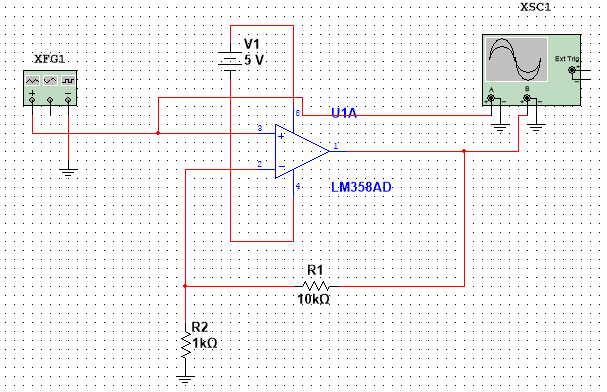 XSC1
XFG1
V1
5 V
Ext Trig
+
−
A
B
+ − + −
8
U1A
3
+
1
2
−
4
LM358AD
R1
10kΩ
R2
1kΩ